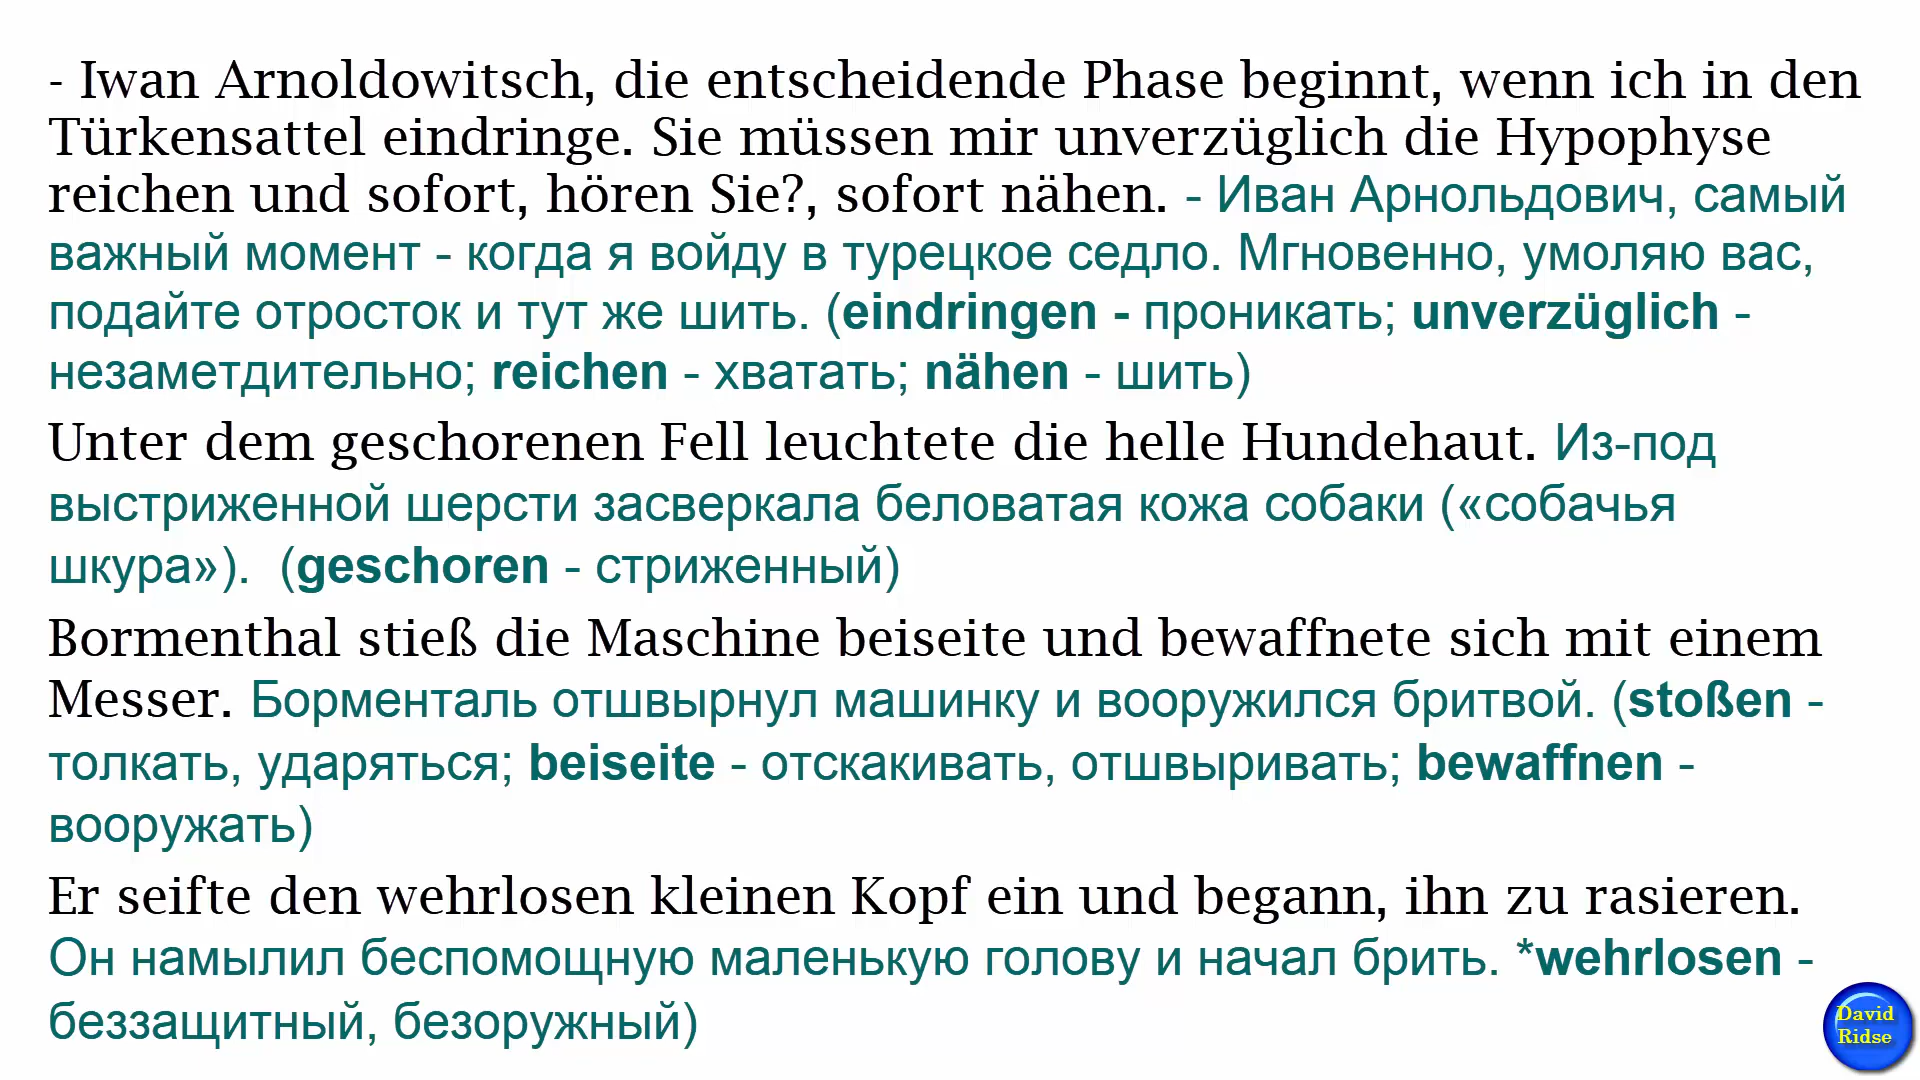 - Iwan Arnoldowitsch, die entscheidende Phase beginnt, wenn ich in den
Türkensattel eindringe. Sie müssen mir unverzüglich die Hypophyse
reichen und sofort, hören Sie?, sofort nähen. - Иван Арнольдович, самый
важный момент - когда я войду в турецкое седло. Мгновенно, умоляю вас,
подайте отросток и тут же шить. (eindringen - проникать; unverzüglich -
незаметдительно; reichen - хватать; nähen - шить)
Unter dem geschorenen Fell leuchtete die helle Hundehaut. Из-под
выстриженной шерсти засверкала беловатая кожа собаки («собачья
шкура»).  (geschoren - стриженный)
Bormenthal stieß die Maschine beiseite und bewaffnete sich mit einem
Messer. Борменталь отшвырнул машинку и вооружился бритвой. (stoßen -
толкать, ударяться; beiseite - отскакивать, отшвыривать; bewaffnen -
вооружать)
Er seifte den wehrlosen kleinen Kopf ein und begann, ihn zu rasieren.
Он намылил беспомощную маленькую голову и начал брить. *wehrlosen -
беззащитный, безоружный)
David
Ridse